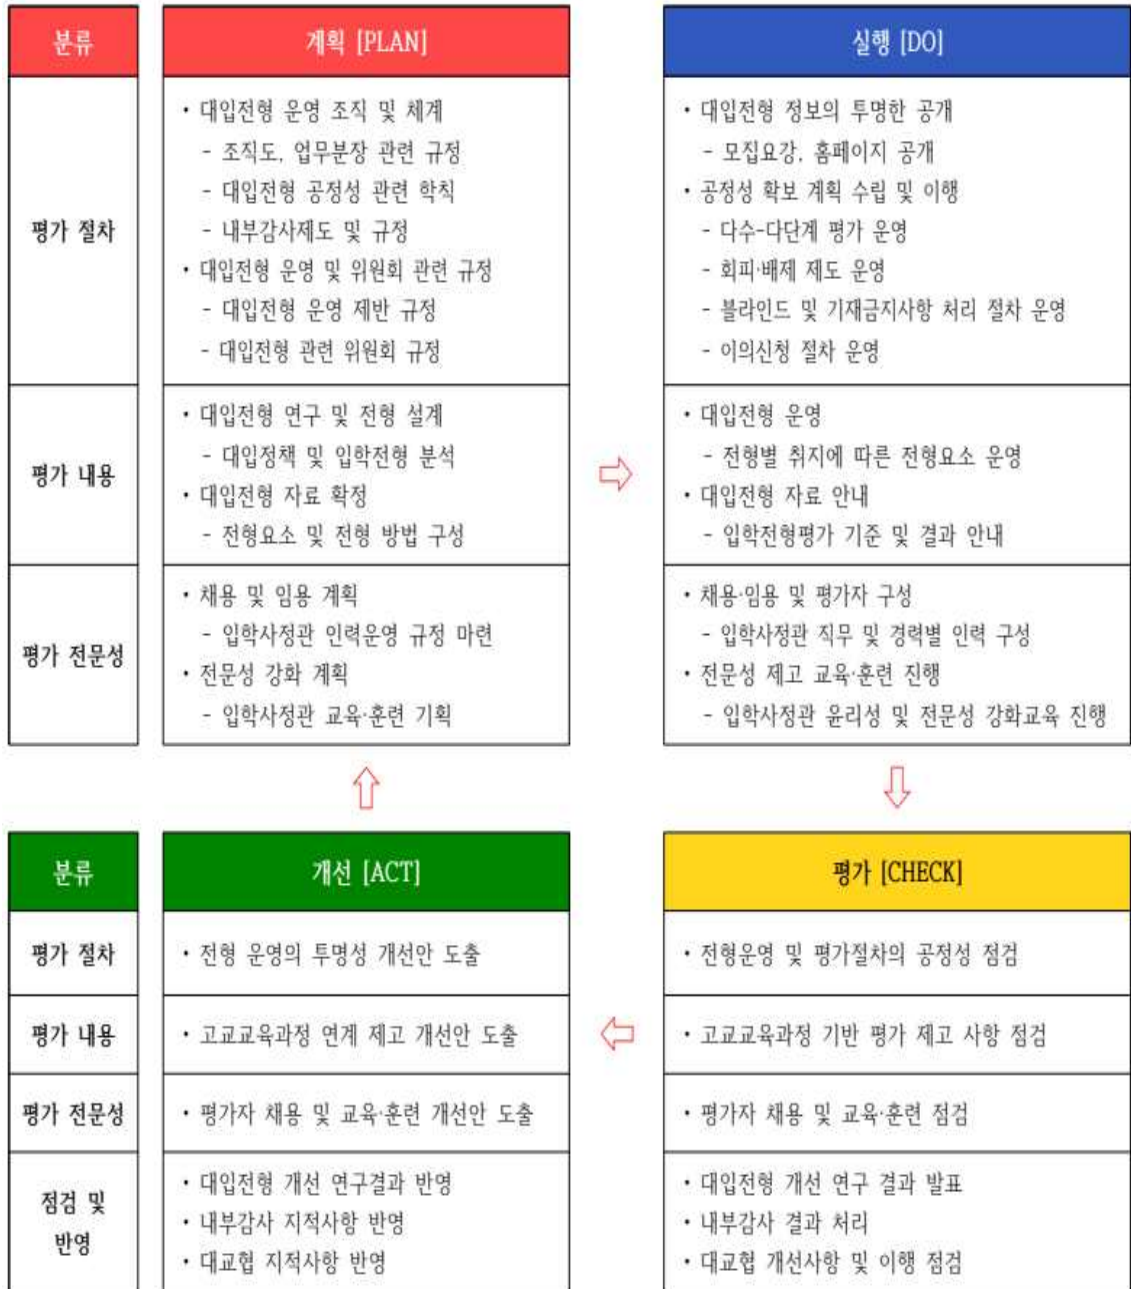 분류
계획 [PLAN]
실행 [DO]
평가 절차
• 대입전형 운영 조직 및 체계
- 조직도, 업무분장 관련 규정
- 대입전형 공정성 관련 학칙
- 내부감사제도 및 규정
• 대입전형 운영 및 위원회 관련 규정
- 대입전형 운영 제반 규정
- 대입전형 관련 위원회 규정
• 대입전형 정보의 투명한 공개
- 모집요강, 홈페이지 공개
• 공정성 확보 계획 수립 및 이행
- 다수-다단계 평가 운영
- 회피·배제 제도 운영
- 블라인드 및 기재금지사항 처리 절차 운영
- 이의신청 절차 운영
평가 내용
• 대입전형 연구 및 전형 설계
- 대입정책 및 입학전형 분석
• 대입전형 자료 확정
- 전형요소 및 전형 방법 구성
• 대입전형 운영
- 전형별 취지에 따른 전형요소 운영
• 대입전형 자료 안내
- 입학전형평가 기준 및 결과 안내
평가 전문성
• 채용 및 임용 계획
- 입학사정관 인력운영 규정 마련
• 전문성 강화 계획
- 입학사정관 교육·훈련 기획
• 채용·임용 및 평가자 구성
- 입학사정관 직무 및 경력별 인력 구성
• 전문성 제고 교육·훈련 진행
- 입학사정관 윤리성 및 전문성 강화교육 진행
분류
개선 [ACT]
평가 [CHECK]
평가 절차
• 전형 운영의 투명성 개선안 도출
• 전형운영 및 평가절차의 공정성 점검
평가 내용
• 고교교육과정 연계 제고 개선안 도출
• 고교교육과정 기반 평가 제고 사항 점검
평가 전문성
• 평가자 채용 및 교육·훈련 개선안 도출
• 평가자 채용 및 교육·훈련 점검
점검 및
반영
• 대입전형 개선 연구결과 반영
• 내부감사 지적사항 반영
• 대교협 지적사항 반영
• 대입전형 개선 연구 결과 발표
• 내부감사 결과 처리
• 대교협 개선사항 및 이행 점검